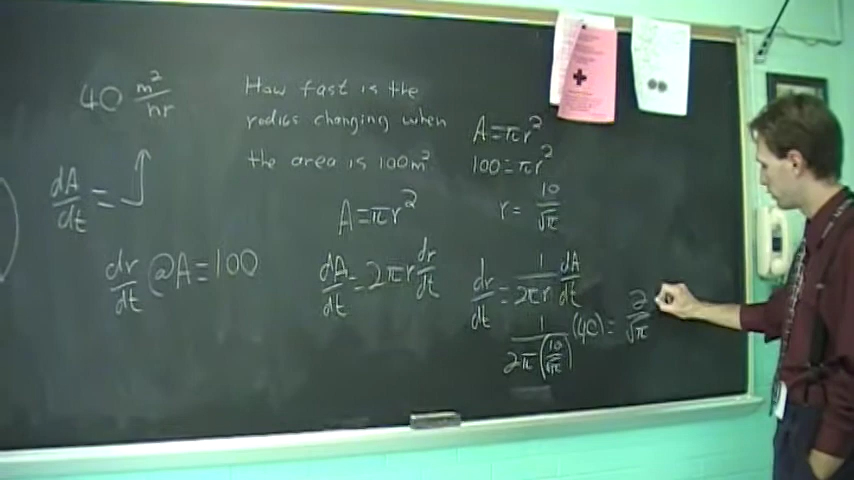 40 m²/hr
How fast is the
radius changing when
the area is 100m²
dA/dt =
dr/dt @A=100
A=πr²
dA/dt = 2πr dr/dt
A=πr²
100=πr²
r= 10/√π
dr/dt = 1/2πr dA/dt
1/2π(10/√π) (40)= 2/√π